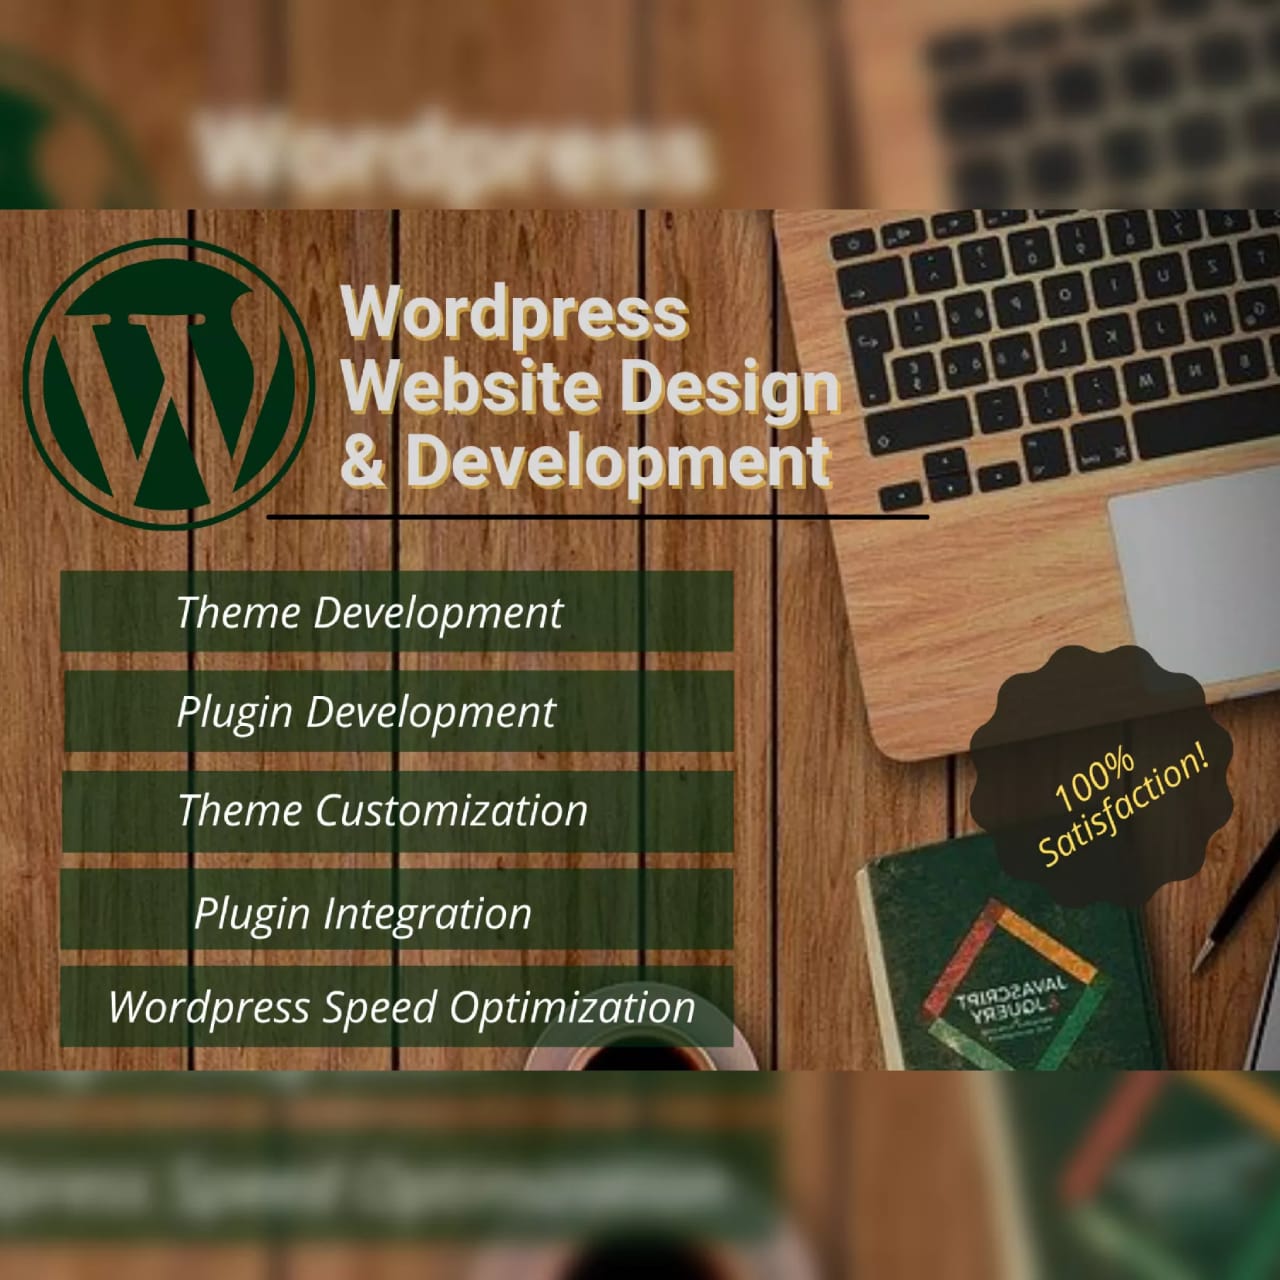 Wordpress
Wordpress
Website Design
& Development
Theme Development
Plugin Development
Theme Customization
Plugin Integration
Wordpress Speed Optimization
100%
Satisfaction!
JAVASCRIPT
& JQUERY